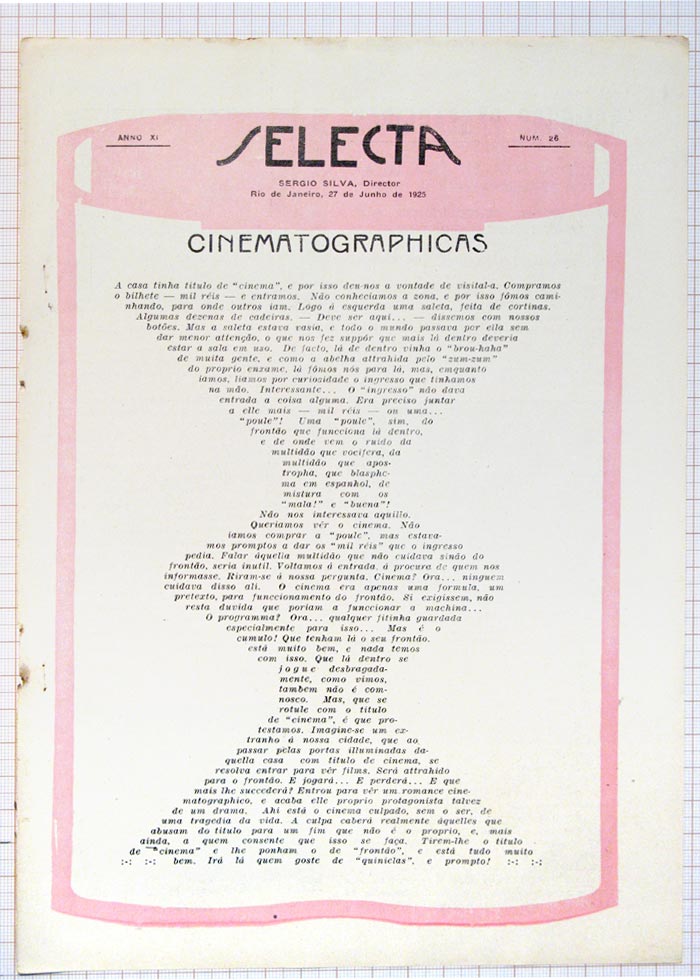 ANNO XI
SELECTA
NUM. 26
SERGIO SILVA, Director
Rio de Janeiro, 27 de Junho de 1925
CINEMATOGRAPHICAS
A casa tinha titulo de "cinema", e por isso deu-nos a vontade de visital-a. Compramos
o bilhete — mil réis — e entramos. Não conheciamos a zona, e por isso fômos cami-
nhando, para onde outros iam. Logo á esquerda uma saleta, feita de cortinas.
Algumas dezenas de cadeiras. — Deve ser aqui... — dissemos com nossos
botões. Mas a saleta estava vasia, e todo o mundo passava por ella sem
dar menor attenção, o que nos fez suppôr que mais lá dentro deveria
estar a sala em uso. De facto, lá de dentro vinha o "brou-haha"
de muita gente, e como a abelha attrahida pelo "zum-zum"
do proprio enxame, lá fômos nós para lá, mas, emquanto
iamos, liamos por curiosidade o ingresso que tinhamos
na mão. Interessante... O "ingresso" não dava
entrada a coisa alguma. Era preciso juntar
a elle mais — mil réis — ou uma...
"poule"! Uma "poule", sim, do
frontão que funcciona lá dentro,
e de onde vem o ruido da
multidão que vocifera, da
multidão que apos-
tropha, que blasphe-
ma em espanhol, de
mistura com os
"mala!" e "buena"!
Não nos interessava aquillo.
Queriamos vêr o cinema. Não
iamos comprar a "poule", mas estava-
mos promptos a dar os "mil réis" que o ingresso
pedia. Falar áquella multidão que não cuidava sinão do
frontão, seria inutil. Voltamos á entrada, á procura de quem nos
informasse. Riram-se á nossa pergunta. Cinema? Ora... ninguem
cuidava disso ali. O cinema era apenas uma formula, um
pretexto, para funccionamento do frontão. Si exigissem, não
resta duvida que poriam a funccionar a machina...
O programma? Ora... qualquer fitinha guardada
especialmente para isso... Mas é o
cumulo! Que tenham lá o seu frontão,
está muito bem, e nada temos
com isso. Que lá dentro se
jogue desbragada-
mente, como vimos,
tambem não é com-
nosco. Mas, que se
rotule com o titulo
de "cinema", é que pro-
testamos. Imagine-se um ex-
tranho á nossa cidade, que ao
passar pelas portas illuminadas da-
quella casa com titulo de cinema, se
resolva entrar para vêr films. Será attrahido
para o frontão. E jogará... E perderá... E que
mais lhe succederá? Entrou para vêr um romance cine-
matographico, e acaba elle proprio protagonista talvez
de um drama. Ahi está o cinema culpado, sem o ser, de
uma tragedia da vida. A culpa caberá realmente áquelles que
abusam do titulo para um fim que não é o proprio, e, mais
ainda, a quem consente que isso se faça. Tirem-lhe o titulo
de "cinema" e lhe ponham o de "frontão", e está tudo muito
:-: :-: bem. Irá lá quem goste de "quinielas", e prompto! :-: :-: